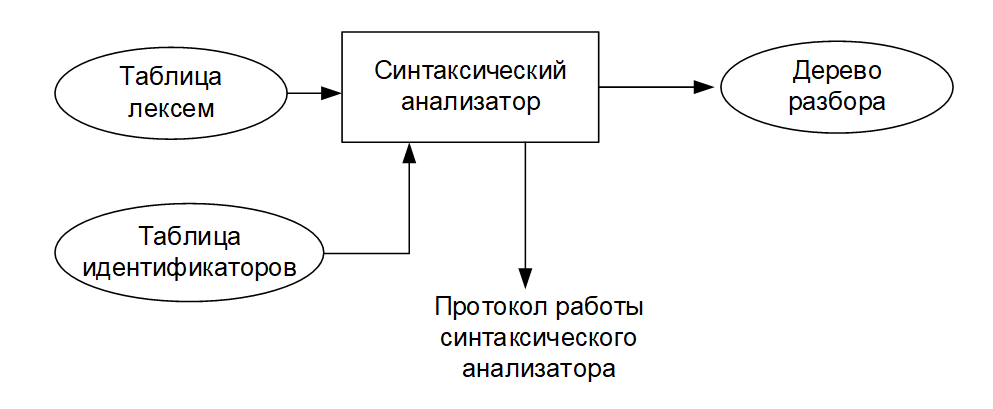 Таблица
лексем
Синтаксический
анализатор
Дерево
разбора
Таблица
идентификаторов
Протокол работы
синтаксического
анализатора